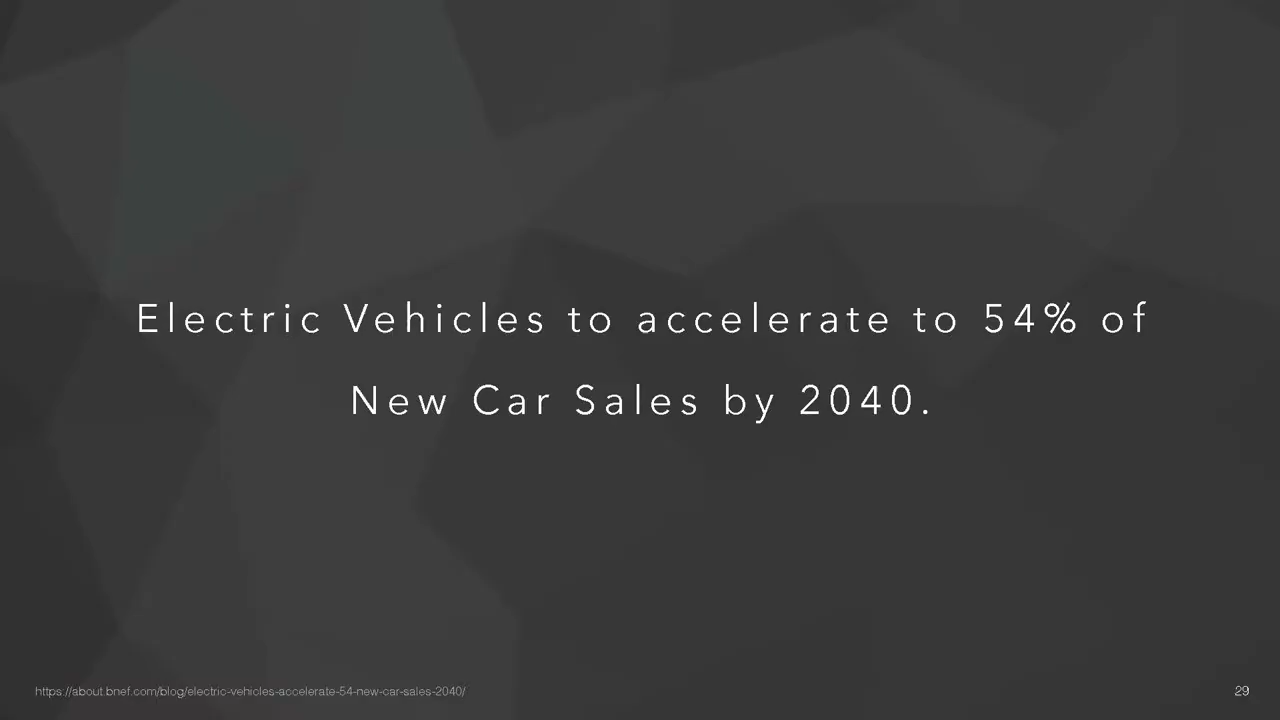 Electric Vehicles to accelerate to 54% of
New Car Sales by 2040.
https://about.bnef.com/blog/electric-vehicles-accelerate-54-new-car-sales-2040/
29